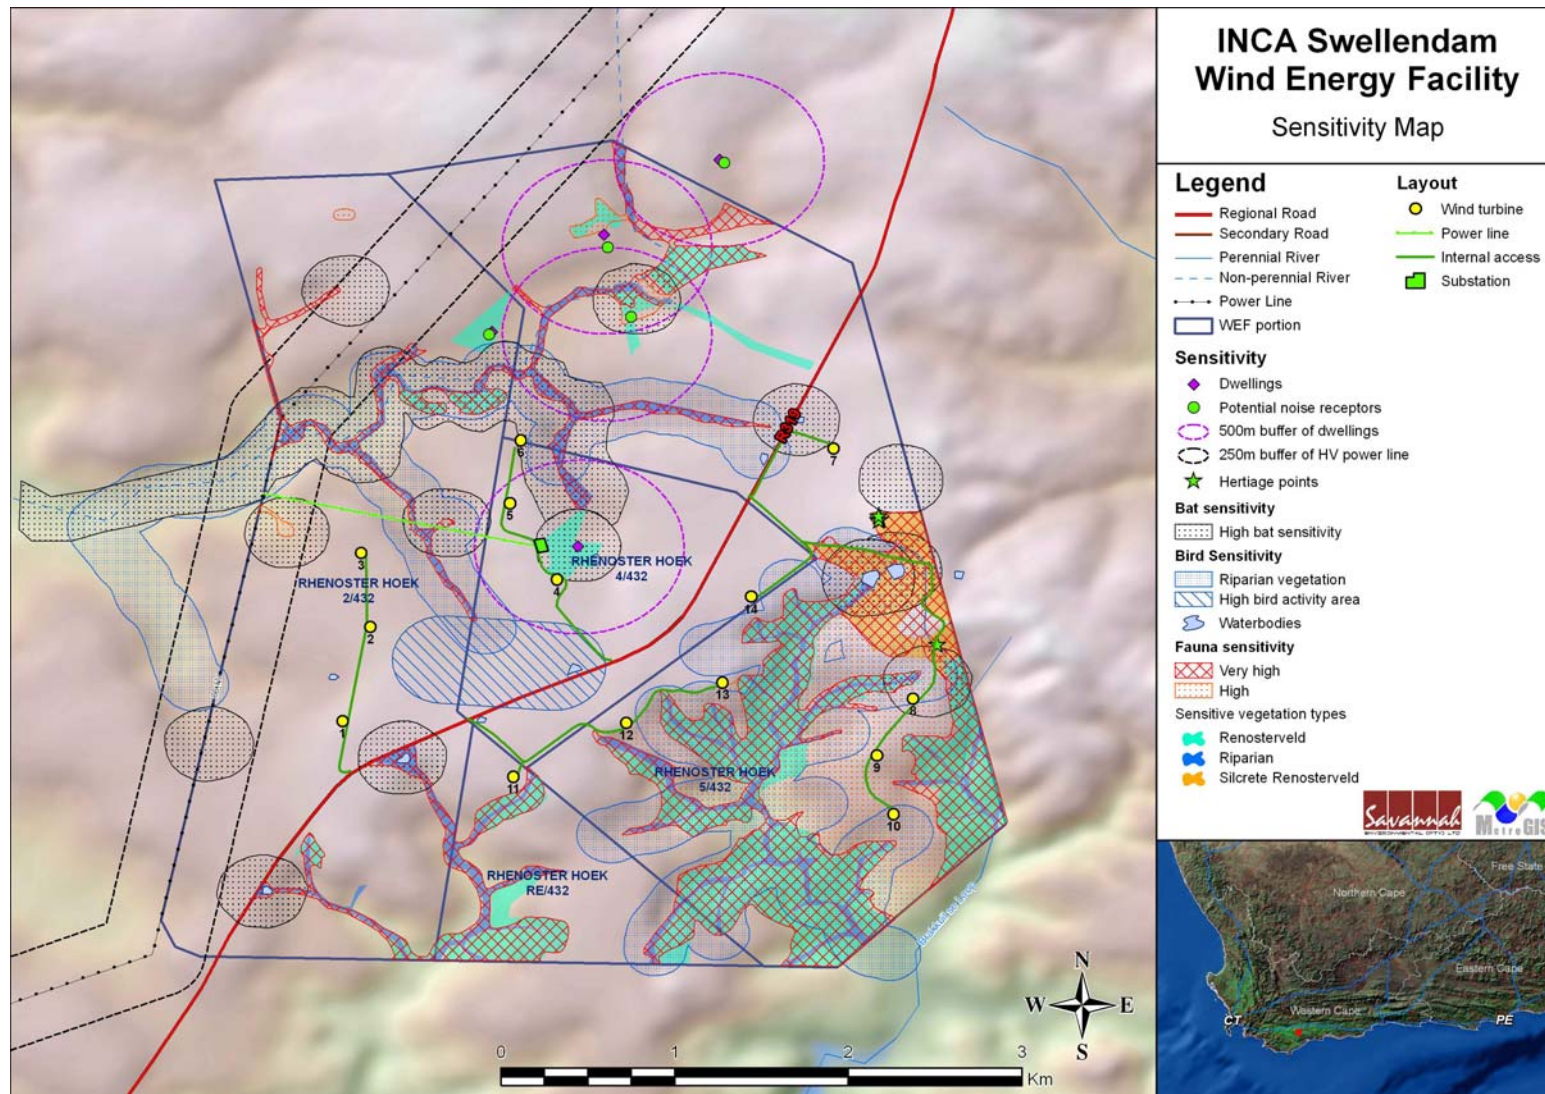 INCA Swellendam
Wind Energy Facility
Sensitivity Map
Legend
Regional Road
Secondary Road
Perennial River
Non-perennial River
Power Line
WEF portion
Layout
Wind turbine
Power line
Internal access
Substation
Sensitivity
Dwellings
Potential noise receptors
500m buffer of dwellings
250m buffer of HV power line
Hertiage points
Bat sensitivity
High bat sensitivity
Bird Sensitivity
Riparian vegetation
High bird activity area
Waterbodies
Fauna sensitivity
Very high
High
Sensitive vegetation types
Renosterveld
Riparian
Silcrete Renosterveld
Savannah
MetroGIS
Free State
Northern Cape
Eastern Cape
Western Cape
CT
PE
6
7
5
3
RHENOSTER HOEK
4/432
RHENOSTER HOEK
2/432
4
14
2
13
8
1
12
9
RHENOSTER HOEK
5/432
11
10
RHENOSTER HOEK
RE/432
N
W
E
S
0
1
2
3
Km